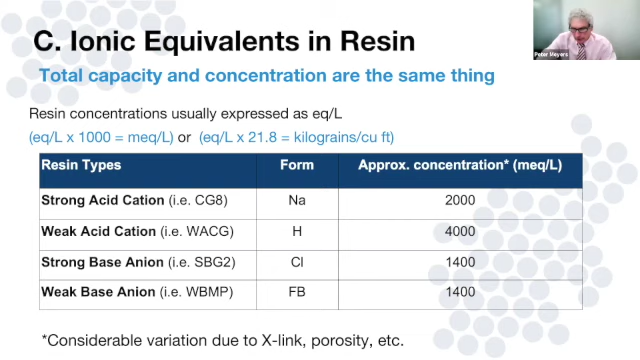 C. Ionic Equivalents in Resin
Total capacity and concentration are the same thing
Resin concentrations usually expressed as eq/L
(eq/L x 1000 = meq/L) or (eq/L x 21.8 = kilograins/cu ft)
Resin Types Form Approx. concentration* (meq/L)
Strong Acid Cation (i.e. CG8) Na 2000
Weak Acid Cation (i.e. WACG) H 4000
Strong Base Anion (i.e. SBG2) Cl 1400
Weak Base Anion (i.e. WBMP) FB 1400
*Considerable variation due to X-link, porosity, etc.
Peter Meyers